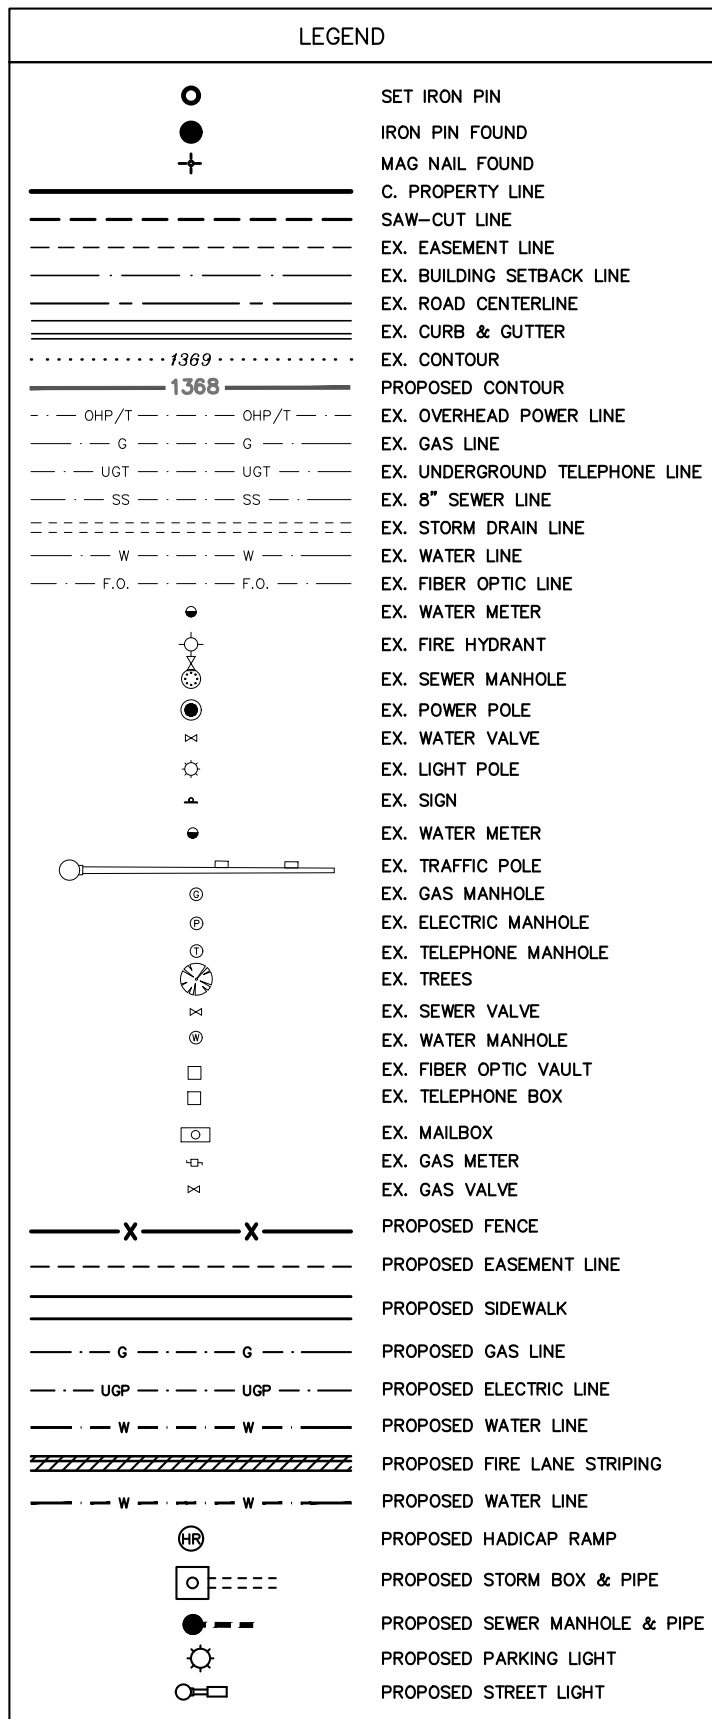 LEGEND
SET IRON PIN
IRON PIN FOUND
MAG NAIL FOUND
C. PROPERTY LINE
SAW-CUT LINE
EX. EASEMENT LINE
EX. BUILDING SETBACK LINE
EX. ROAD CENTERLINE
EX. CURB & GUTTER
1369 EX. CONTOUR
1368 PROPOSED CONTOUR
OHP/T OHP/T EX. OVERHEAD POWER LINE
G G EX. GAS LINE
UGT UGT EX. UNDERGROUND TELEPHONE LINE
SS SS EX. 8" SEWER LINE
EX. STORM DRAIN LINE
W W EX. WATER LINE
F.O. F.O. EX. FIBER OPTIC LINE
EX. WATER METER
EX. FIRE HYDRANT
EX. SEWER MANHOLE
EX. POWER POLE
EX. WATER VALVE
EX. LIGHT POLE
EX. SIGN
EX. WATER METER
EX. TRAFFIC POLE
G EX. GAS MANHOLE
P EX. ELECTRIC MANHOLE
T EX. TELEPHONE MANHOLE
EX. TREES
EX. SEWER VALVE
W EX. WATER MANHOLE
EX. FIBER OPTIC VAULT
EX. TELEPHONE BOX
EX. MAILBOX
EX. GAS METER
EX. GAS VALVE
X X PROPOSED FENCE
PROPOSED EASEMENT LINE
PROPOSED SIDEWALK
G G PROPOSED GAS LINE
UGP UGP PROPOSED ELECTRIC LINE
W W PROPOSED WATER LINE
PROPOSED FIRE LANE STRIPING
W W PROPOSED WATER LINE
HR PROPOSED HADICAP RAMP
PROPOSED STORM BOX & PIPE
PROPOSED SEWER MANHOLE & PIPE
PROPOSED PARKING LIGHT
PROPOSED STREET LIGHT